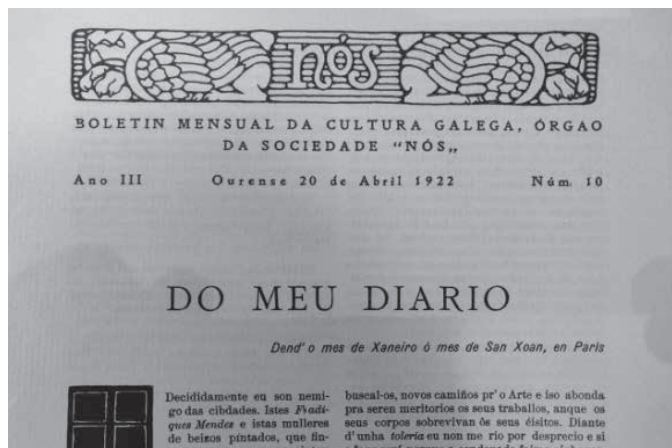 nós
BOLETIN MENSUAL DA CULTURA GALEGA, ÓRGAO
DA SOCIEDADE "NÓS„
Ano III Ourense 20 de Abril 1922 Núm. 10
DO MEU DIARIO
Dend' o mes de Xaneiro ó mes de San Xoan, en Paris
Decididamente eu son nemi-
go das cibdades. Istes Fradi-
ques Mendes e istas mulleres
de beizos pintados, que fin-
buscal-os, novos camiños pr' o Arte e iso abonda
pra seren meritorios os seus traballos, anque os
seus corpos sobrevivan ôs seus éisitos. Diante
d' unha tolería eu non me rio por desprecio e si